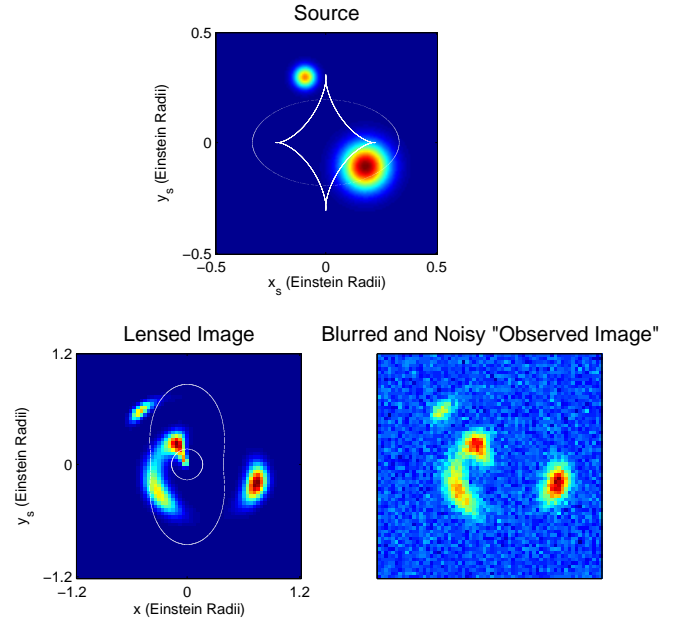 Source
0.5
y_s (Einstein Radii)
0
−0.5
−0.5 0 0.5
x_s (Einstein Radii)
Lensed Image
Blurred and Noisy "Observed Image"
1.2
y_s (Einstein Radii)
0
−1.2
−1.2 0 1.2
x (Einstein Radii)